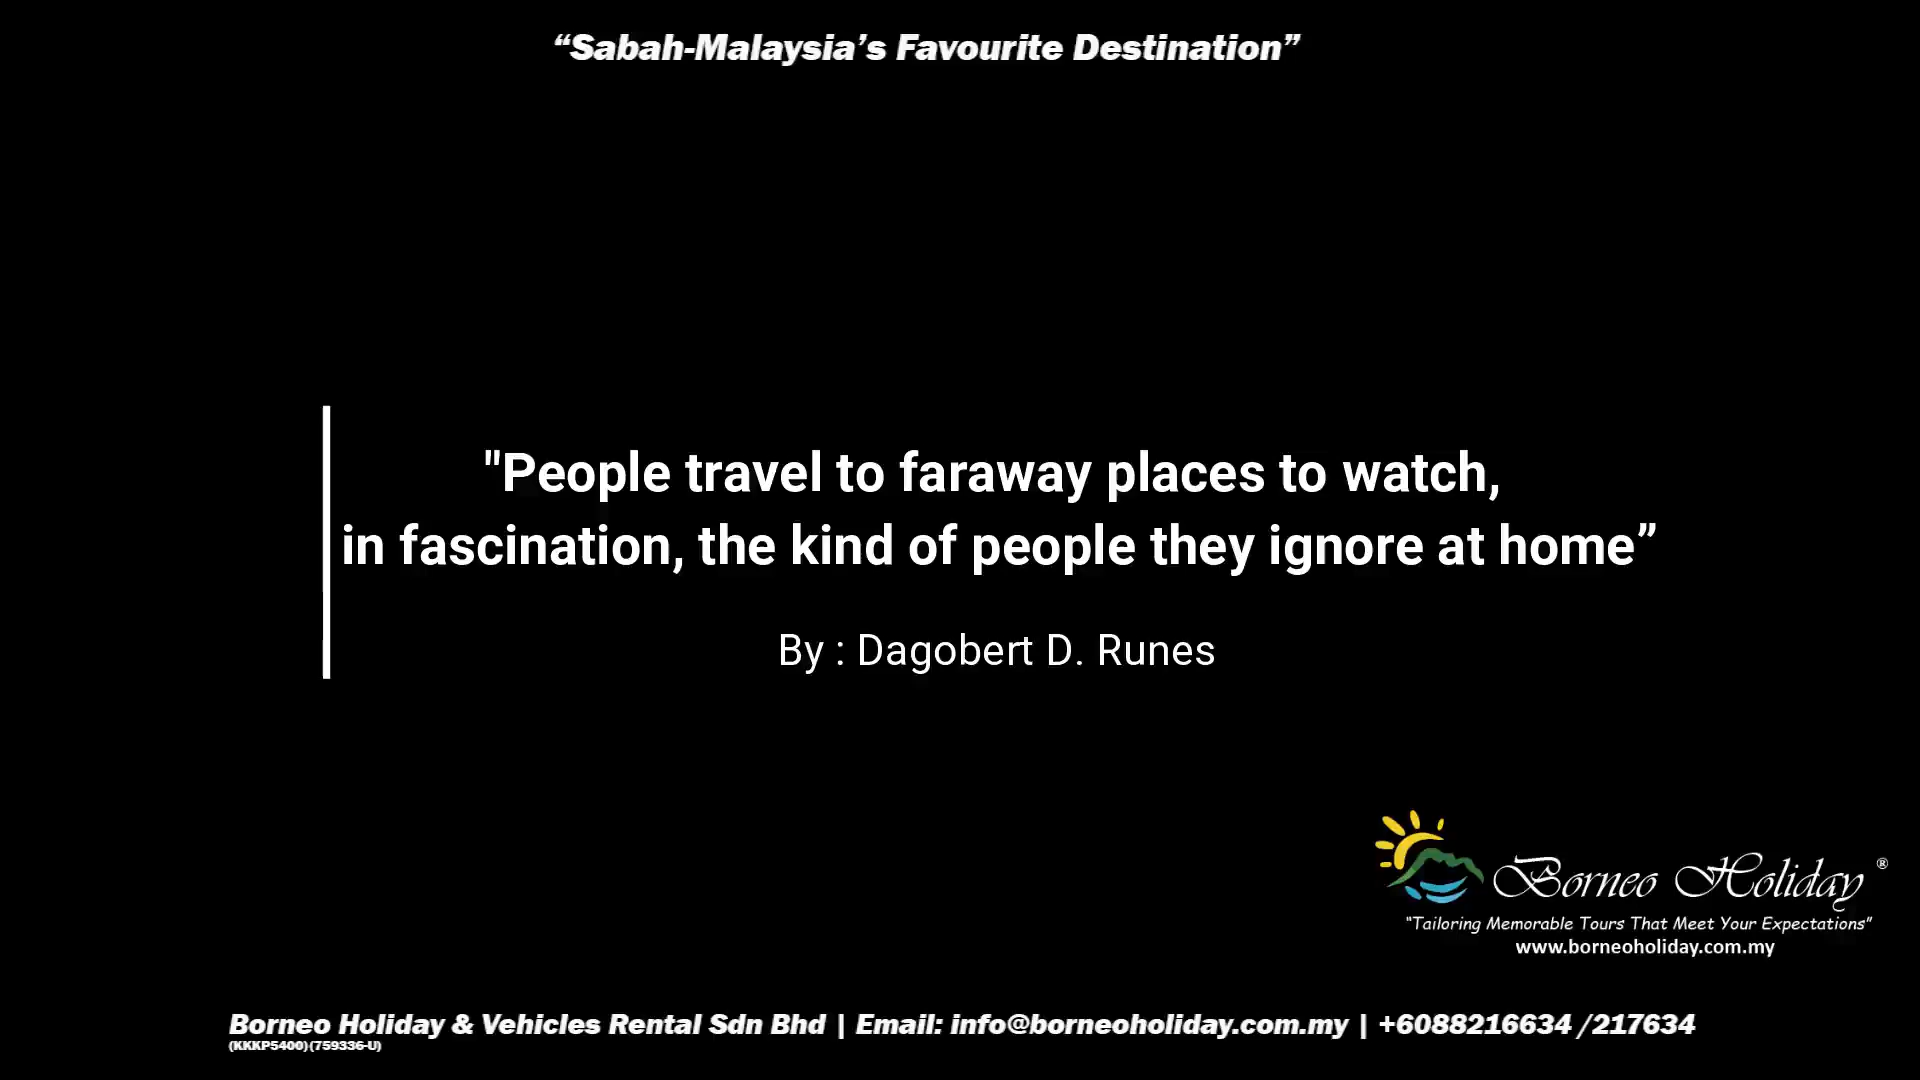 “Sabah-Malaysia’s Favourite Destination”
"People travel to faraway places to watch,
in fascination, the kind of people they ignore at home”
By : Dagobert D. Runes
Borneo Holiday ®
“Tailoring Memorable Tours That Meet Your Expectations”
www.borneoholiday.com.my
Borneo Holiday & Vehicles Rental Sdn Bhd | Email: info@borneoholiday.com.my | +6088216634 /217634
(KKKP5400)(759336-U)